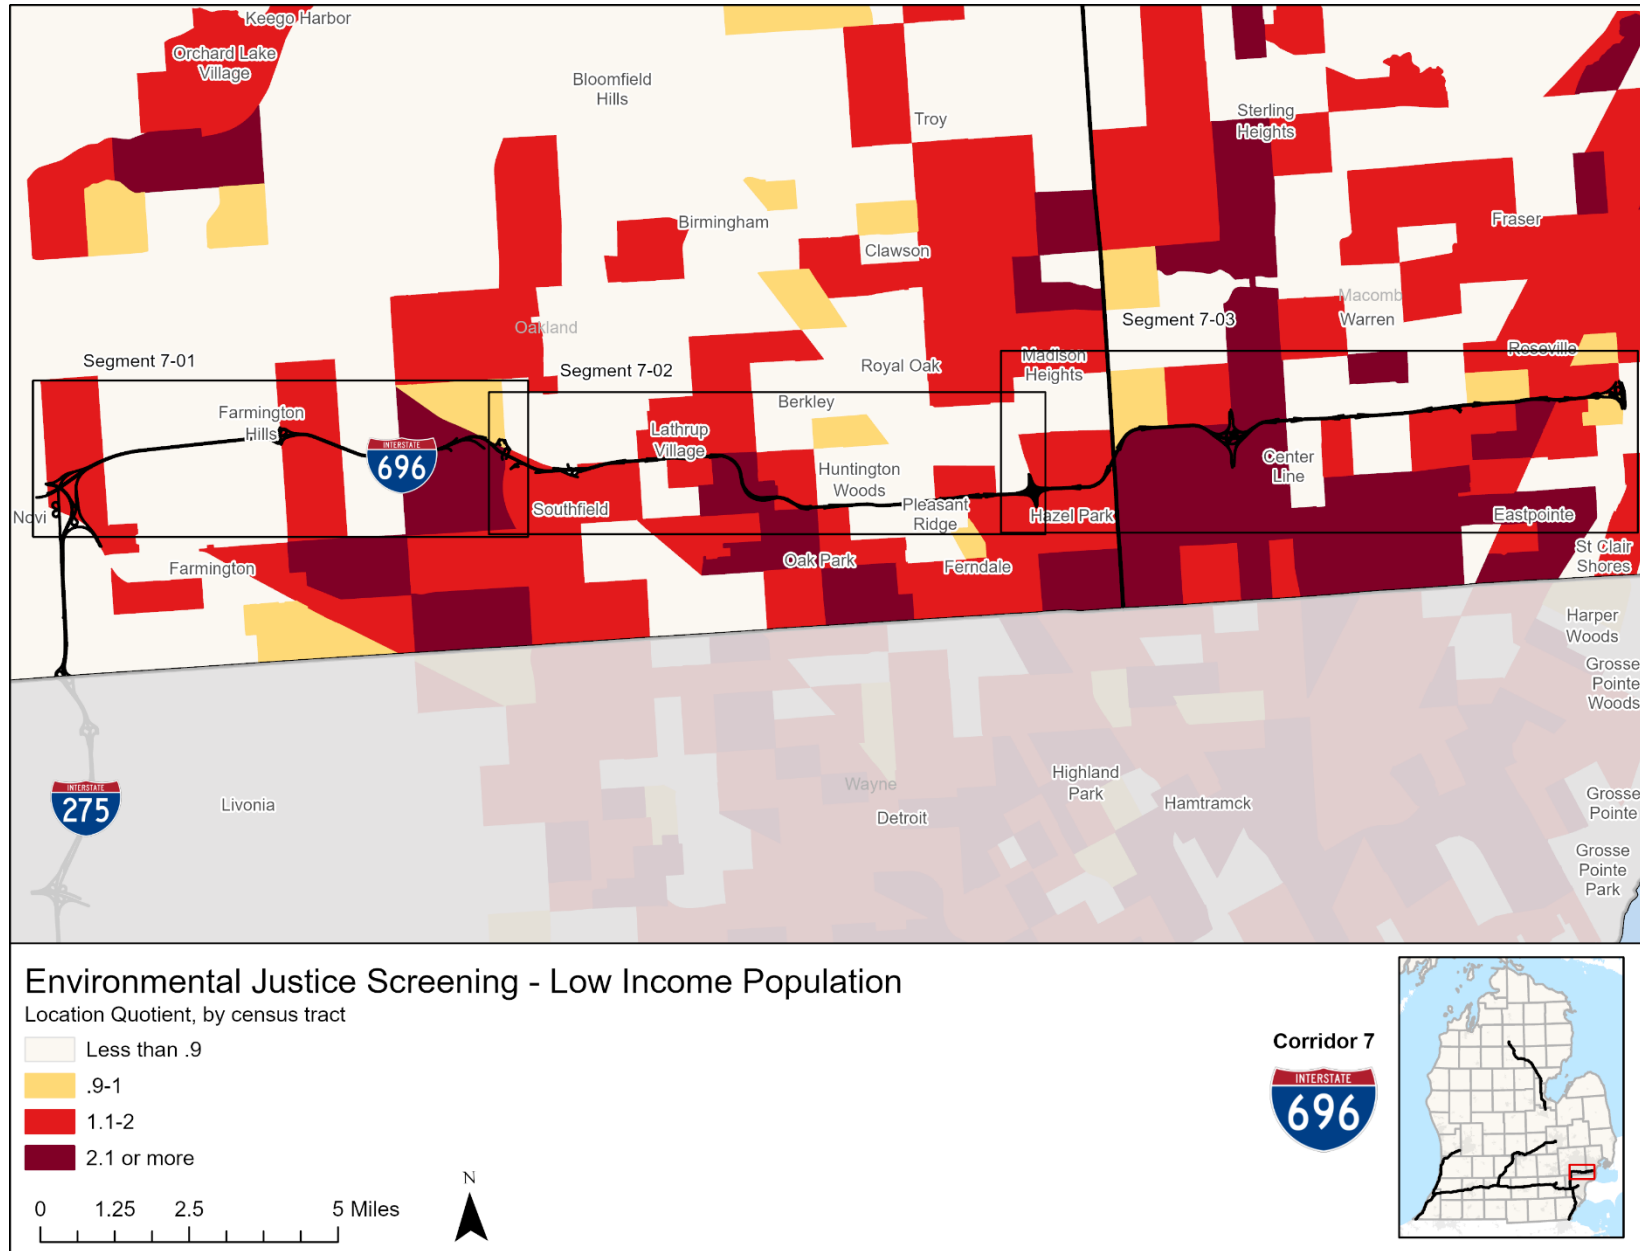 Keego Harbor
Orchard Lake
Village
Bloomfield
Hills
Troy
Sterling
Heights
Birmingham
Clawson
Fraser
Oakland
Macomb
Warren
Segment 7-03
Segment 7-01
Segment 7-02
Royal Oak
Madison
Heights
Roseville
Farmington
Hills
Berkley
Lathrup
Village
INTERSTATE
696
Huntington
Woods
Center
Line
Novi
Southfield
Pleasant
Ridge
Hazel Park
Eastpointe
Farmington
Oak Park
Ferndale
St Clair
Shores
Harper
Woods
Grosse
Pointe
Woods
Wayne
Highland
Park
INTERSTATE
275
Livonia
Detroit
Hamtramck
Grosse
Pointe
Grosse
Pointe
Park
Environmental Justice Screening - Low Income Population
Location Quotient, by census tract
Less than .9
.9-1
1.1-2
2.1 or more
0 1.25 2.5 5 Miles
N
Corridor 7
INTERSTATE
696